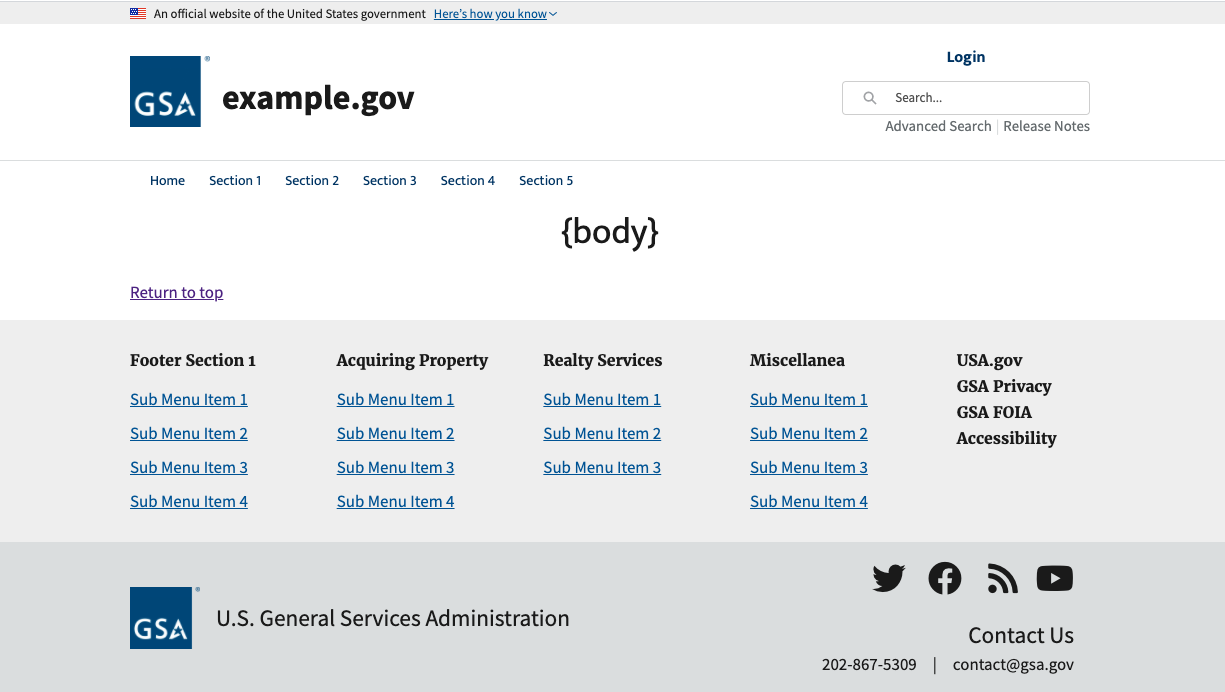 An official website of the United States government Here's how you know
Login
GSA ®
example.gov
Search...
Advanced Search | Release Notes
Home Section 1 Section 2 Section 3 Section 4 Section 5
{body}
Return to top
Footer Section 1
Sub Menu Item 1
Sub Menu Item 2
Sub Menu Item 3
Sub Menu Item 4
Acquiring Property
Sub Menu Item 1
Sub Menu Item 2
Sub Menu Item 3
Sub Menu Item 4
Realty Services
Sub Menu Item 1
Sub Menu Item 2
Sub Menu Item 3
Miscellanea
Sub Menu Item 1
Sub Menu Item 2
Sub Menu Item 3
Sub Menu Item 4
USA.gov
GSA Privacy
GSA FOIA
Accessibility
GSA ®
U.S. General Services Administration
Contact Us
202-867-5309 | contact@gsa.gov